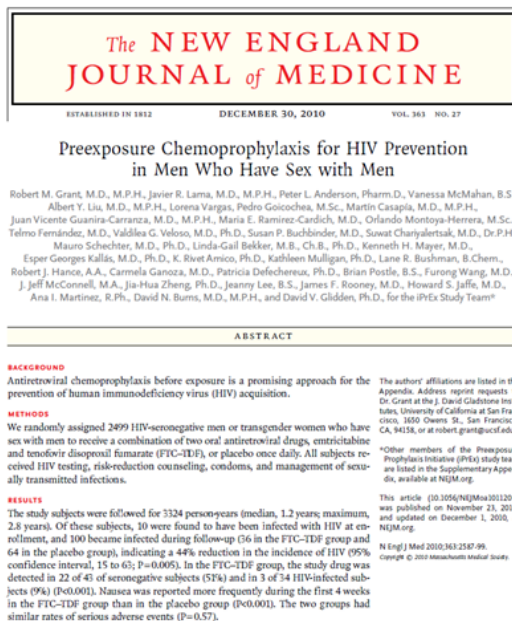 The NEW ENGLAND
JOURNAL of MEDICINE
ESTABLISHED IN 1812
DECEMBER 30, 2010
VOL. 363 NO. 27
Preexposure Chemoprophylaxis for HIV Prevention
in Men Who Have Sex with Men
Robert M. Grant, M.D., M.P.H., Javier R. Lama, M.D., M.P.H., Peter L. Anderson, Pharm.D., Vanessa McMahan, B.S
Albert Y. Liu, M.D., M.P.H., Lorena Vargas, Pedro Goicochea, M.Sc., Martín Casapía, M.D., M.P.H.,
Juan Vicente Guanira-Carranza, M.D., M.P.H., Maria E. Ramirez-Cardich, M.D., Orlando Montoya-Herrera, M.Sc.
Telmo Fernández, M.D., Valdilea G. Veloso, M.D., Ph.D., Susan P. Buchbinder, M.D., Suwat Chariyalertsak, M.D., Dr.P.H
Mauro Schechter, M.D., Ph.D., Linda-Gail Bekker, M.B., Ch.B., Ph.D., Kenneth H. Mayer, M.D.,
Esper Georges Kallás, M.D., Ph.D., K. Rivet Amico, Ph.D., Kathleen Mulligan, Ph.D., Lane R. Bushman, B.Chem.,
Robert J. Hance, A.A., Carmela Ganoza, M.D., Patricia Defechereux, Ph.D., Brian Postle, B.S., Furong Wang, M.D.
J. Jeff McConnell, M.A., Jia-Hua Zheng, Ph.D., Jeanny Lee, B.S., James F. Rooney, M.D., Howard S. Jaffe, M.D.,
Ana I. Martinez, R.Ph., David N. Burns, M.D., M.P.H., and David V. Glidden, Ph.D., for the iPrEx Study Team*
ABSTRACT
BACKGROUND
Antiretroviral chemoprophylaxis before exposure is a promising approach for the
prevention of human immunodeficiency virus (HIV) acquisition.
METHODS
We randomly assigned 2499 HIV-seronegative men or transgender women who have
sex with men to receive a combination of two oral antiretroviral drugs, emtricitabine
and tenofovir disoproxil fumarate (FTC–TDF), or placebo once daily. All subjects re-
ceived HIV testing, risk-reduction counseling, condoms, and management of sexu-
ally transmitted infections.
RESULTS
The study subjects were followed for 3324 person-years (median, 1.2 years; maximum,
2.8 years). Of these subjects, 10 were found to have been infected with HIV at en-
rollment, and 100 became infected during follow-up (36 in the FTC–TDF group and
64 in the placebo group), indicating a 44% reduction in the incidence of HIV (95%
confidence interval, 15 to 63; P=0.005). In the FTC–TDF group, the study drug was
detected in 22 of 43 of seronegative subjects (51%) and in 3 of 34 HIV-infected sub-
jects (9%) (P<0.001). Nausea was reported more frequently during the first 4 weeks
in the FTC–TDF group than in the placebo group (P<0.001). The two groups had
similar rates of serious adverse events (P=0.57).
The authors' affiliations are listed in th
Appendix. Address reprint requests
Dr. Grant at the J. David Gladstone Inst
tutes, University of California at San Fra
cisco, 1650 Owens St., San Francisc
CA, 94158, or at robert.grant@ucsf.edu
*Other members of the Preexposu
Prophylaxis Initiative (iPrEx) study team
are listed in the Supplementary Appe
dix, available at NEJM.org.
This article (10.1056/NEJMoa101120
was published on November 23, 201
and updated on December 1, 2010,
NEJM.org.
N Engl J Med 2010;363:2587-99.
Copyright © 2010 Massachusetts Medical Society.